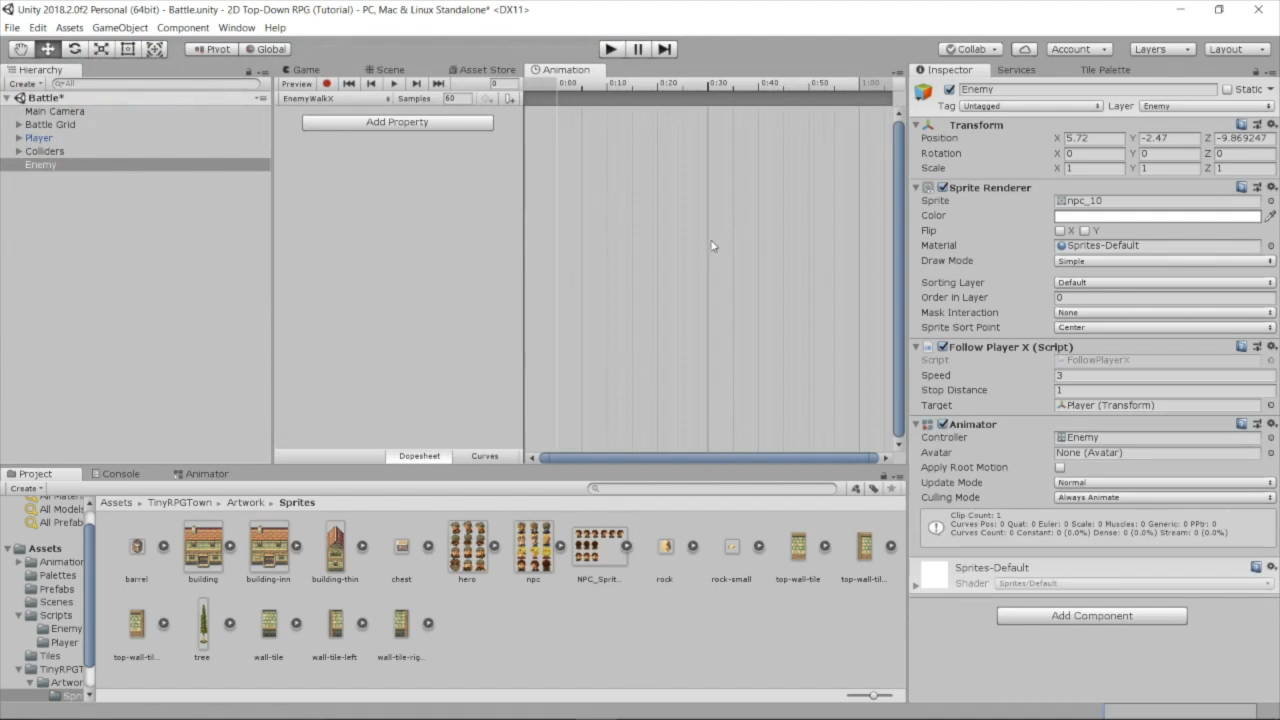 Unity 2018.2.0f2 Personal (64bit) - Battle.unity - 2D Top-Down RPG (Tutorial) - PC, Mac & Linux Standalone* <DX11>
File Edit Assets GameObject Component Window Help
Pivot Global Collab Account Layers Layout
Hierarchy Game Scene Asset Store Animation Inspector Services Tile Palette
Create All Preview 0 0:00 0:10 0:20 0:30 0:40 0:50 1:00 Enemy Static
Battle* EnemyWalkX Samples 60 Tag Untagged Layer Enemy
Main Camera
Battle Grid Add Property Transform
Player Position X 5.72 Y -2.47 Z -9.869247
Colliders Rotation X 0 Y 0 Z 0
Enemy Scale X 1 Y 1 Z 1
Sprite Renderer
Sprite npc_10
Color
Flip X Y
Material Sprites-Default
Draw Mode Simple
Sorting Layer Default
Order in Layer 0
Mask Interaction None
Sprite Sort Point Center
Follow Player X (Script)
Script FollowPlayerX
Speed 3
Stop Distance 1
Target Player (Transform)
Animator
Controller Enemy
Avatar None (Avatar)
Dopesheet Curves
Apply Root Motion
Update Mode Normal
Culling Mode Always Animate
Clip Count: 1
Curves Pos: 0 Quat: 0 Euler: 0 Scale: 0 Muscles: 0 Generic: 0 PPtr: 0
Curves Count: 0 Constant: 0 (0.0%) Dense: 0 (0.0%) Stream: 0 (0.0%)
Sprites-Default
Shader Sprites/Default
Add Component
Project Console Animator
Create
Assets TinyRPGTown Artwork Sprites
All Materi
All Models
All Prefab
Assets
Animation
Palettes
Prefabs
Scenes
Scripts
Enemy
Player
Tiles
TinyRPGT
Artwor
Spri
barrel building building-inn building-thin chest hero npc NPC_Sprit... rock rock-small top-wall-tile top-wall-til...
top-wall-til... tree wall-tile wall-tile-left wall-tile-rig...